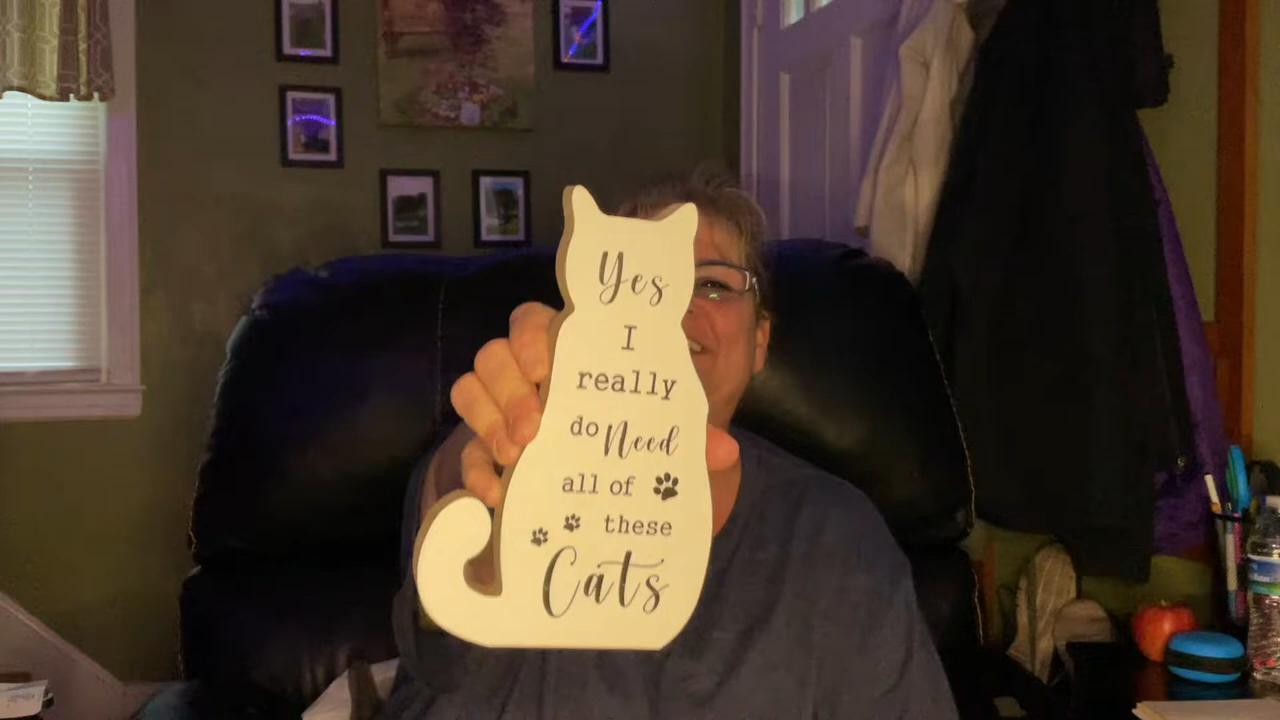 Yes
I
really
do Need
all of
these
Cats